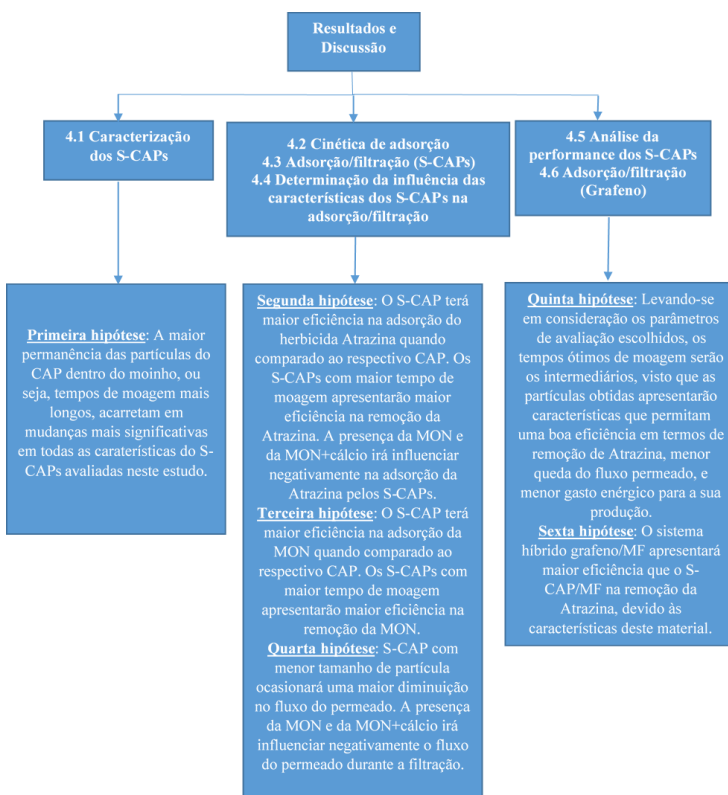 Resultados e
Discussão
4.1 Caracterização
dos S-CAPs
4.2 Cinética de adsorção
4.3 Adsorção/filtração (S-CAPs)
4.4 Determinação da influência das
características dos S-CAPs na
adsorção/filtração
4.5 Análise da
performance dos S-CAPs
4.6 Adsorção/filtração
(Grafeno)
Primeira hipótese: A maior
permanência das partículas do
CAP dentro do moinho, ou
seja, tempos de moagem mais
longos, acarretam em
mudanças mais significativas
em todas as caraterísticas do S-
CAPs avaliadas neste estudo.
Segunda hipótese: O S-CAP terá
maior eficiência na adsorção do
herbicida Atrazina quando
comparado ao respectivo CAP. Os
S-CAPs com maior tempo de
moagem apresentarão maior
eficiência na remoção da
Atrazina. A presença da MON e
da MON+cálcio irá influenciar
negativamente na adsorção da
Atrazina pelos S-CAPs.
Terceira hipótese: O S-CAP terá
maior eficiência na adsorção da
MON quando comparado ao
respectivo CAP. Os S-CAPs com
maior tempo de moagem
apresentarão maior eficiência na
remoção da MON.
Quarta hipótese: S-CAP com
menor tamanho de partícula
ocasionará uma maior diminuição
no fluxo do permeado. A presença
da MON e da MON+cálcio irá
influenciar negativamente o fluxo
do permeado durante a filtração.
Quinta hipótese: Levando-se
em consideração os parâmetros
de avaliação escolhidos, os
tempos ótimos de moagem serão
os intermediários, visto que as
partículas obtidas apresentarão
características que permitam
uma boa eficiência em termos de
remoção de Atrazina, menor
queda do fluxo permeado, e
menor gasto enérgico para a sua
produção.
Sexta hipótese: O sistema
híbrido grafeno/MF apresentará
maior eficiência que o S-
CAP/MF na remoção da
Atrazina, devido às
características deste material.